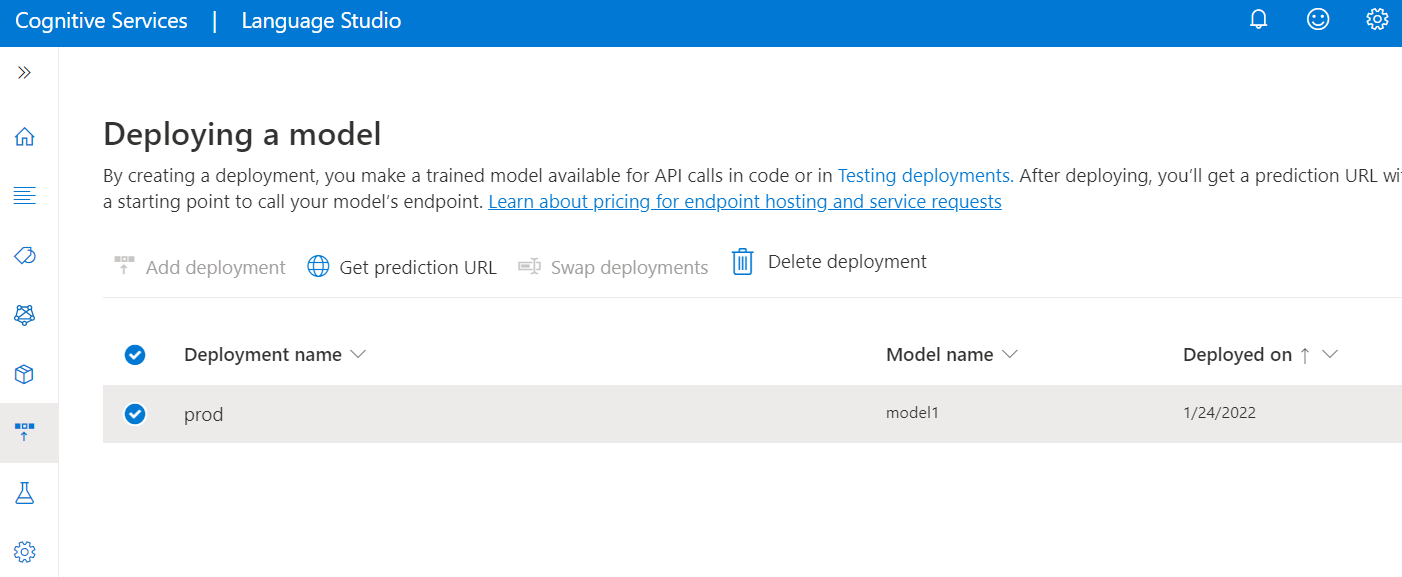 Cognitive Services | Language Studio
Deploying a model
By creating a deployment, you make a trained model available for API calls in code or in Testing deployments. After deploying, you’ll get a prediction URL wi
a starting point to call your model’s endpoint. Learn about pricing for endpoint hosting and service requests
Add deployment Get prediction URL Swap deployments Delete deployment
Deployment name Model name Deployed on ↑
prod model1 1/24/2022